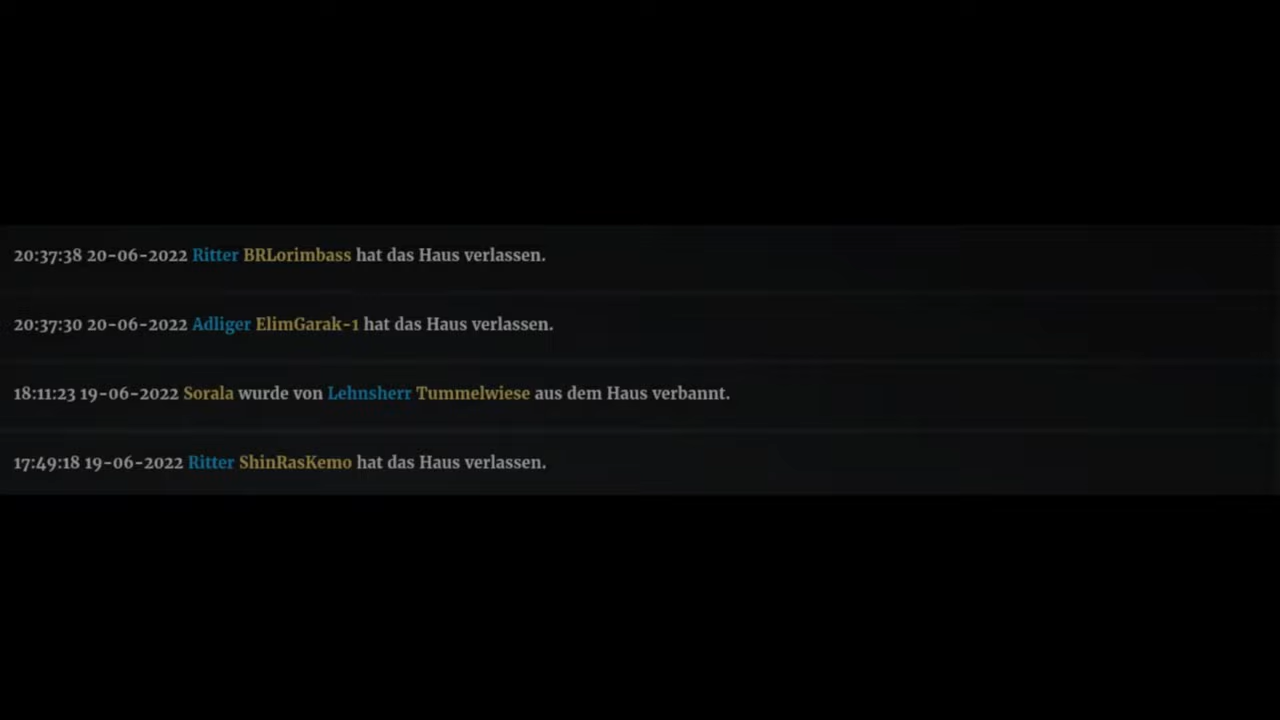 20:37:38 20-06-2022 Ritter BRLorimbass hat das Haus verlassen.
20:37:30 20-06-2022 Adliger ElimGarak-1 hat das Haus verlassen.
18:11:23 19-06-2022 Sorala wurde von Lehnsherr Tummelwiese aus dem Haus verbannt.
17:49:18 19-06-2022 Ritter ShinRasKemo hat das Haus verlassen.